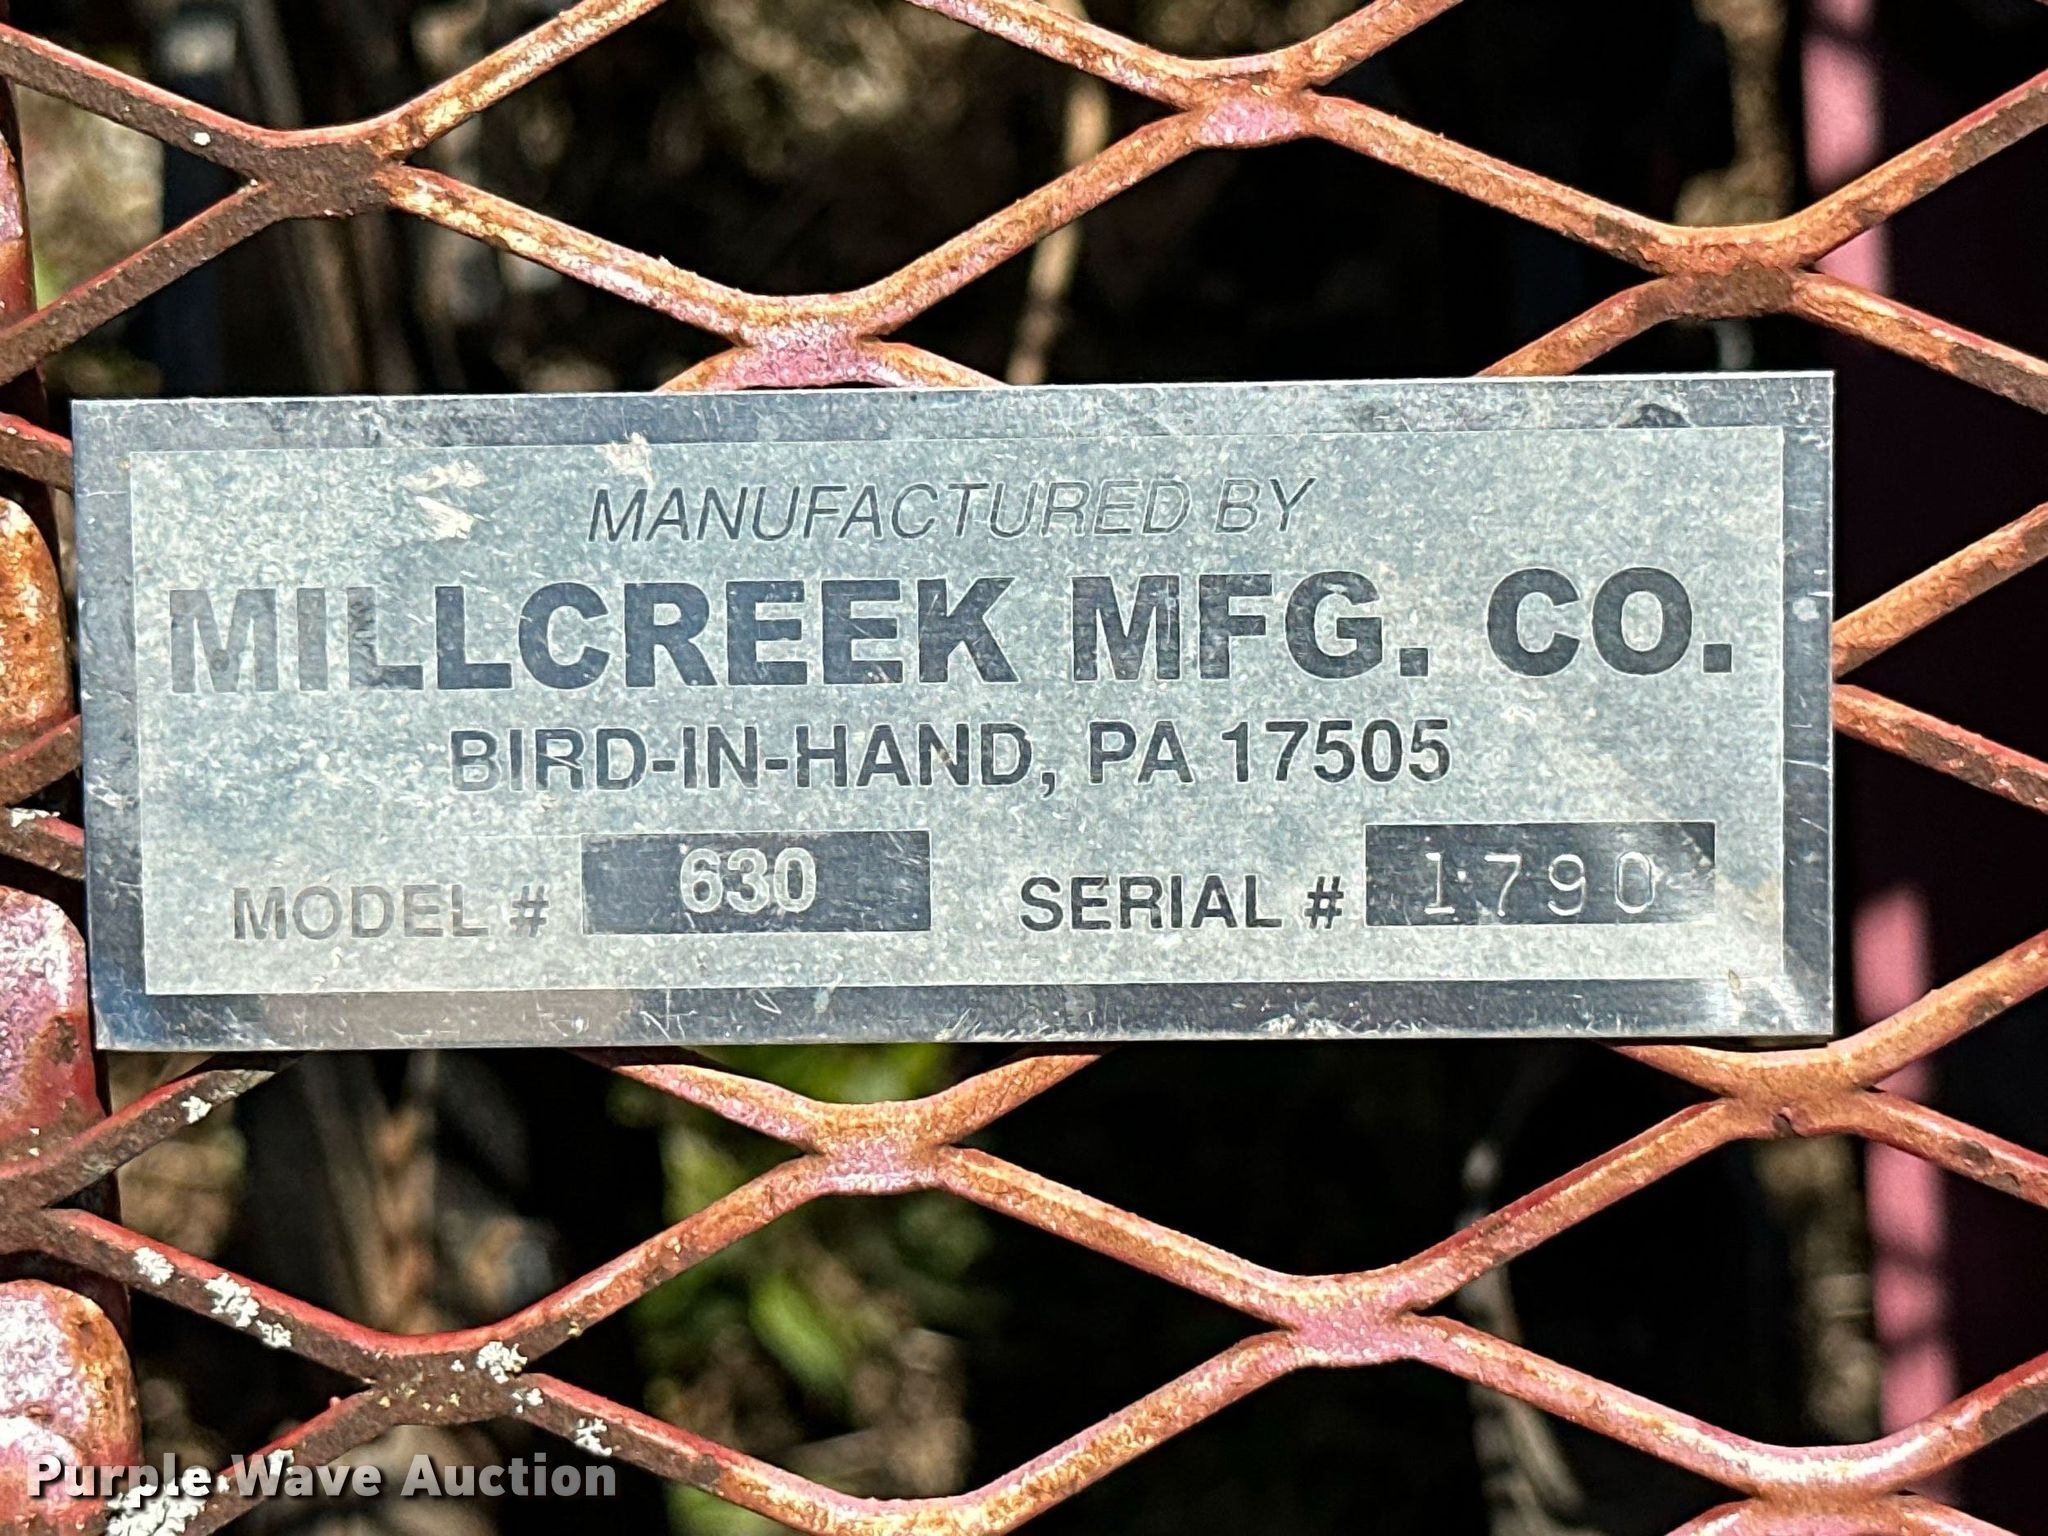 MANUFACTURED BY
MILLCREEK MFG. CO.
BIRD-IN-HAND, PA 17505
MODEL # 630 SERIAL # 1790
Purple Wave Auction